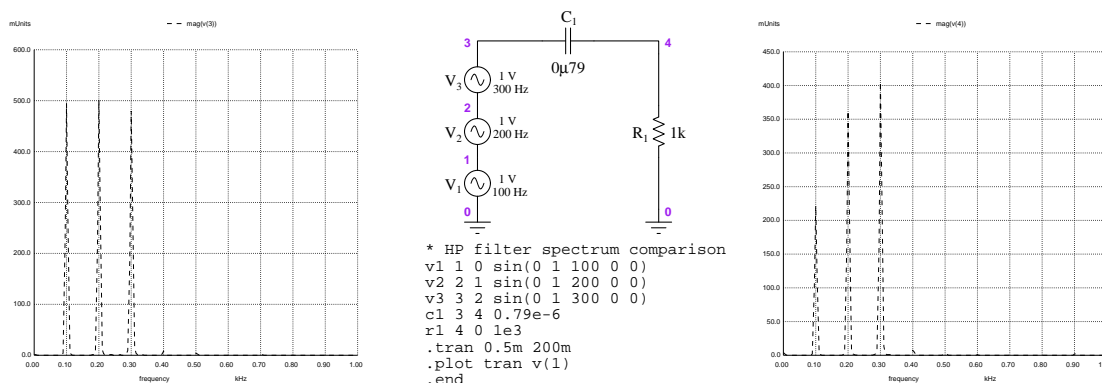 mUnits
mag(v(3))
600.0
500.0
400.0
300.0
200.0
100.0
0.0
0.00 0.10 0.20 0.30 0.40 0.50 0.60 0.70 0.80 0.90 1.00
frequency kHz
C1
3
4
0µ79
V3
1 V
300 Hz
2
V2
1 V
200 Hz
R1
1k
1
V1
1 V
100 Hz
0
0
* HP filter spectrum comparison
v1 1 0 sin(0 1 100 0 0)
v2 2 1 sin(0 1 200 0 0)
v3 3 2 sin(0 1 300 0 0)
c1 3 4 0.79e-6
r1 4 0 1e3
.tran 0.5m 200m
.plot tran v(1)
.end
mUnits
mag(v(4))
450.0
400.0
350.0
300.0
250.0
200.0
150.0
100.0
50.0
0.0
0.00 0.10 0.20 0.30 0.40 0.50 0.60 0.70 0.80 0.90
frequency kHz